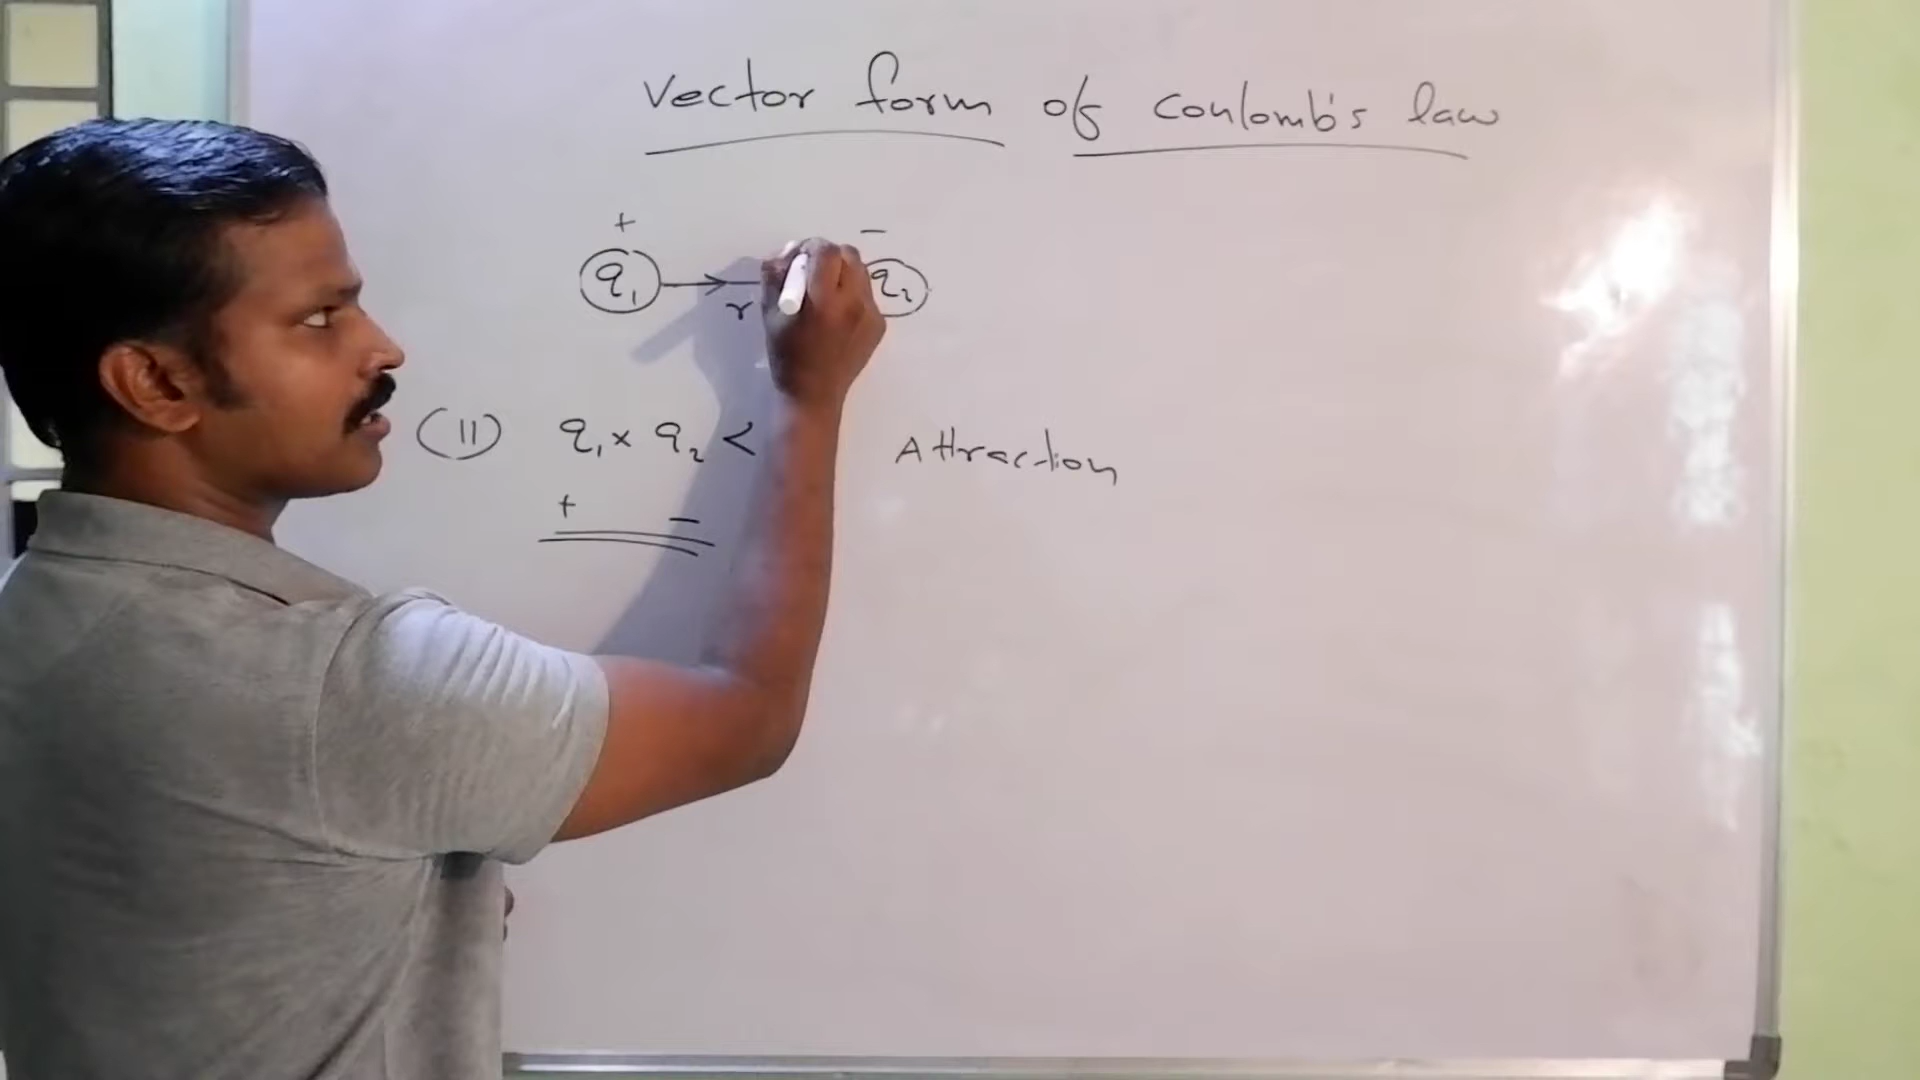 Vector form of Coulomb's law
+ −
q₁ r q₂
(II) q₁ × q₂ < Attraction
+ −